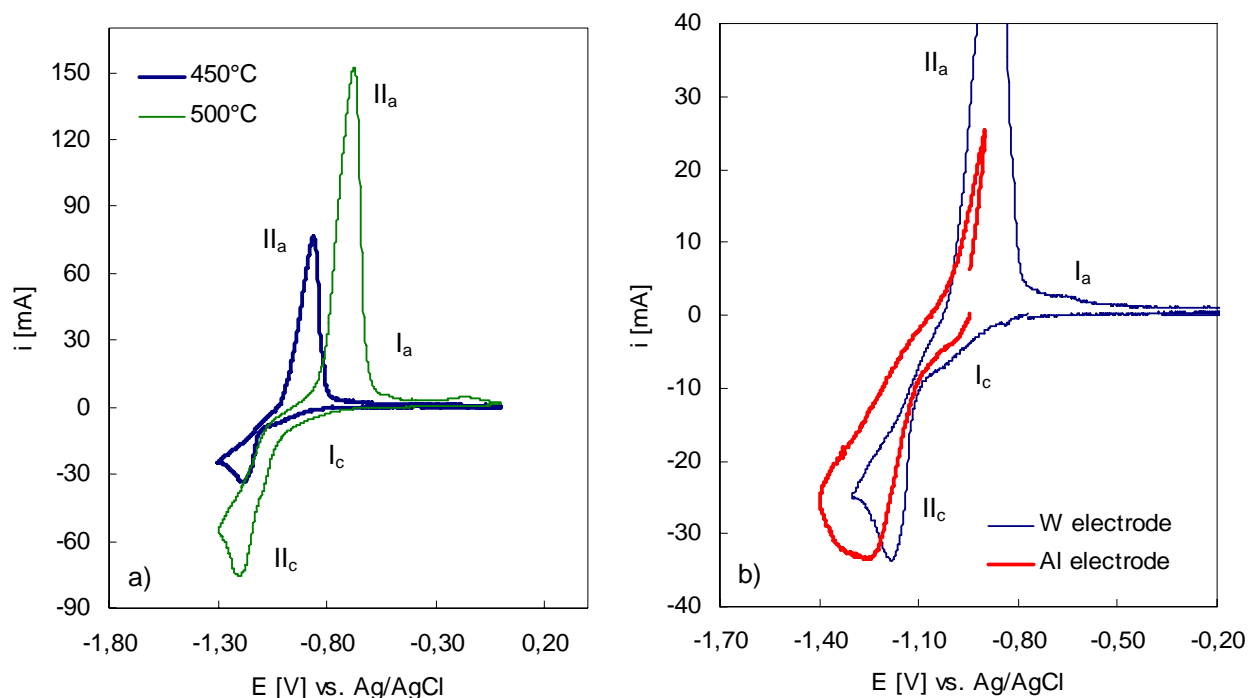 450°C
500°C
II_a
II_a
I_a
I_c
II_c
a)
150
120
90
60
30
0
-30
-60
-90
i [mA]
-1,80
-1,30
-0,80
-0,30
0,20
E [V] vs. Ag/AgCl
II_a
I_a
I_c
II_c
W electrode
Al electrode
b)
40
30
20
10
0
-10
-20
-30
-40
i [mA]
-1,70
-1,40
-1,10
-0,80
-0,50
-0,20
E [V] vs. Ag/AgCl